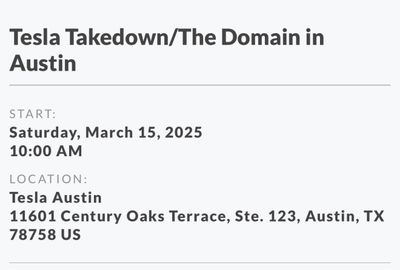 Tesla Takedown/The Domain in
Austin
START:
Saturday, March 15, 2025
10:00 AM
LOCATION:
Tesla Austin
11601 Century Oaks Terrace, Ste. 123, Austin, TX
78758 US